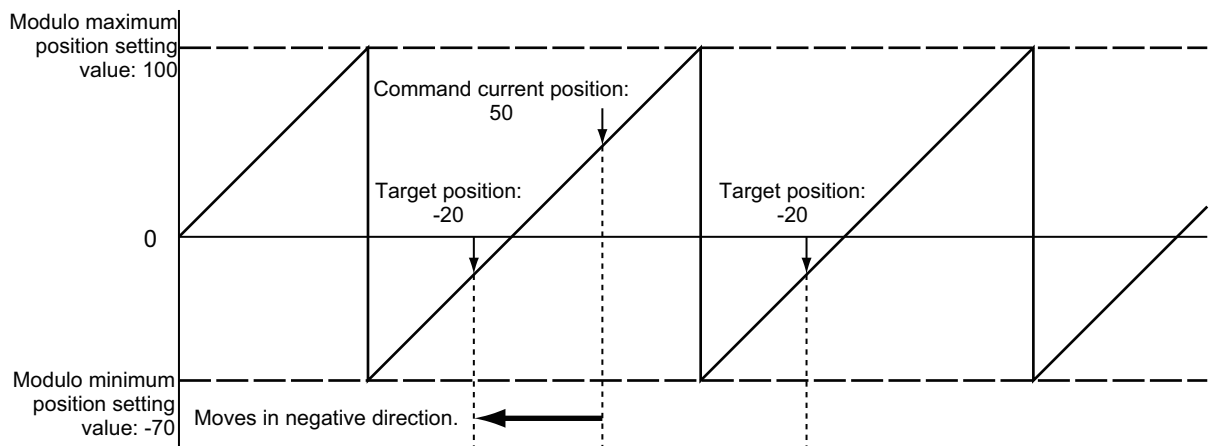 Modulo maximum
position setting
value: 100
Command current position:
50
Target position:
-20
Target position:
-20
0
Modulo minimum
position setting
value: -70
Moves in negative direction.